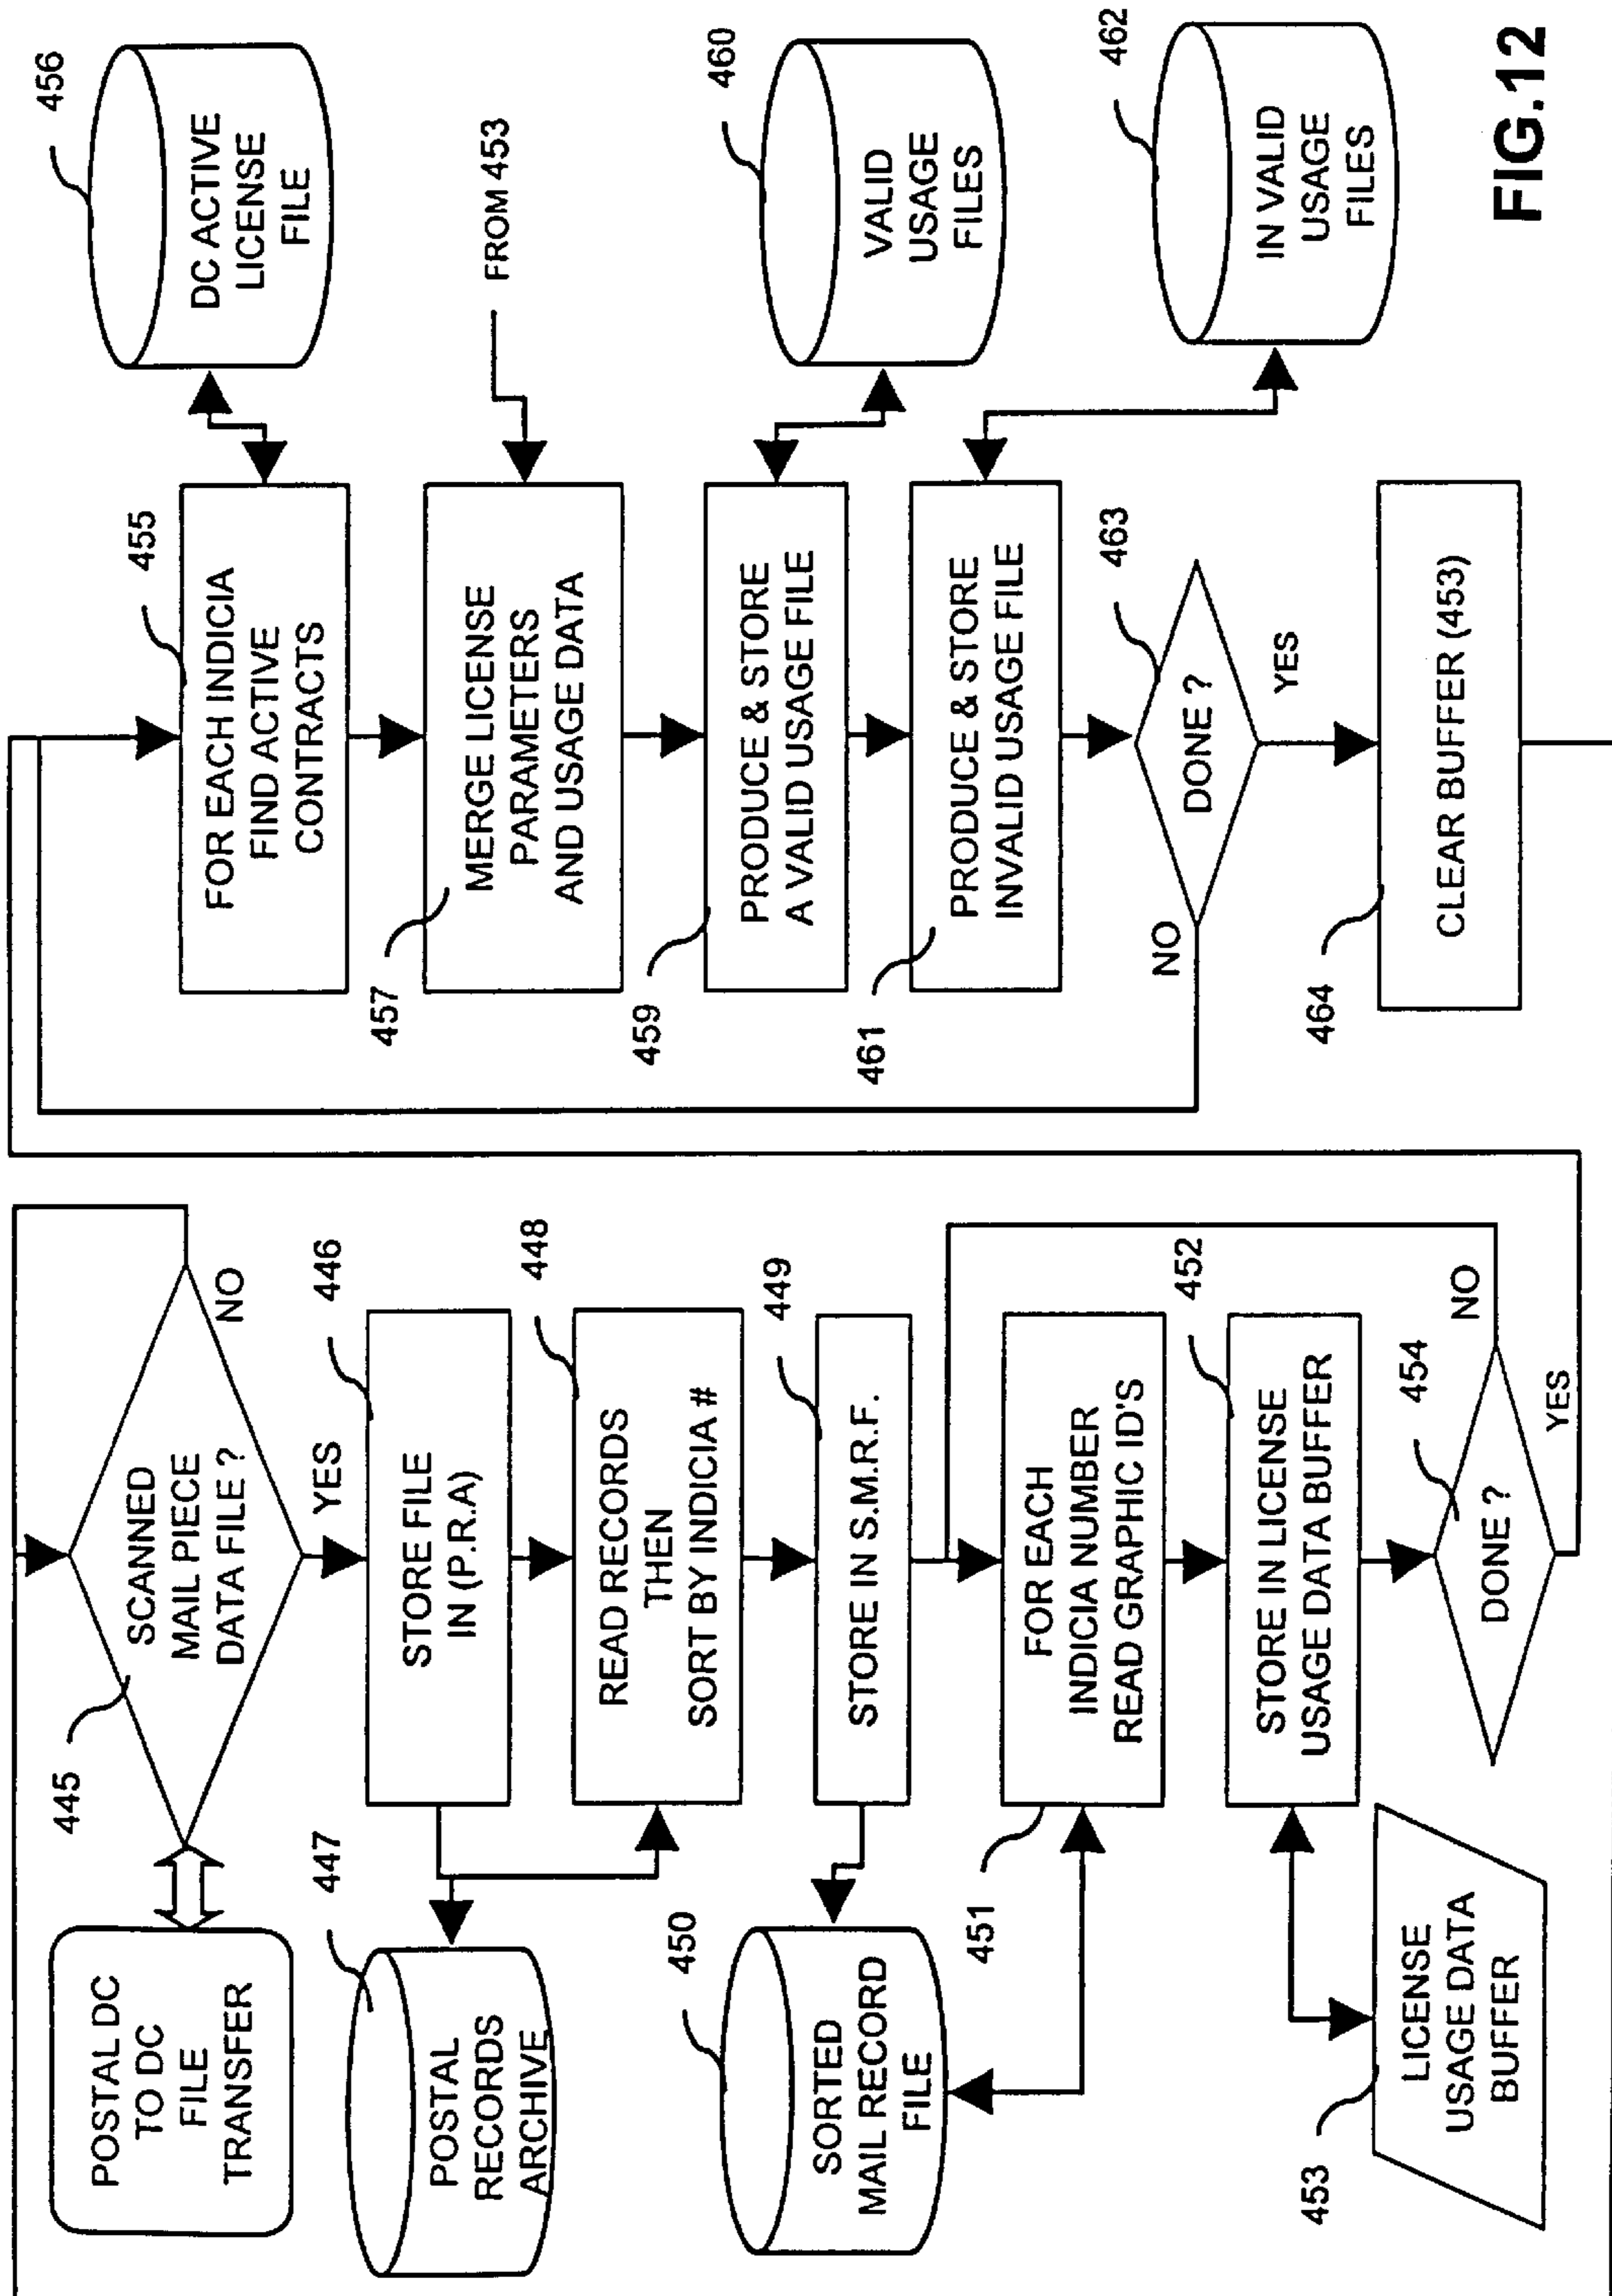 POSTAL DC
TO DC
FILE
TRANSFER
445
SCANNED
MAIL PIECE
DATA FILE ?
NO
YES
446
STORE FILE
IN (P.R.A)
447
POSTAL
RECORDS
ARCHIVE
448
READ RECORDS
THEN
SORT BY INDICIA #
449
STORE IN S.M.R.F.
450
SORTED
MAIL RECORD
FILE
451
FOR EACH
INDICIA NUMBER
READ GRAPHIC ID'S
452
STORE IN LICENSE
USAGE DATA BUFFER
453
LICENSE
USAGE DATA
BUFFER
454
DONE ?
NO
YES
455
FOR EACH INDICIA
FIND ACTIVE
CONTRACTS
456
DC ACTIVE
LICENSE
FILE
457
MERGE LICENSE
PARAMETERS
AND USAGE DATA
FROM 453
459
PRODUCE & STORE
A VALID USAGE FILE
460
VALID
USAGE
FILES
461
PRODUCE & STORE
INVALID USAGE FILE
462
IN VALID
USAGE
FILES
463
DONE ?
NO
YES
464
CLEAR BUFFER (453)
FIG.12